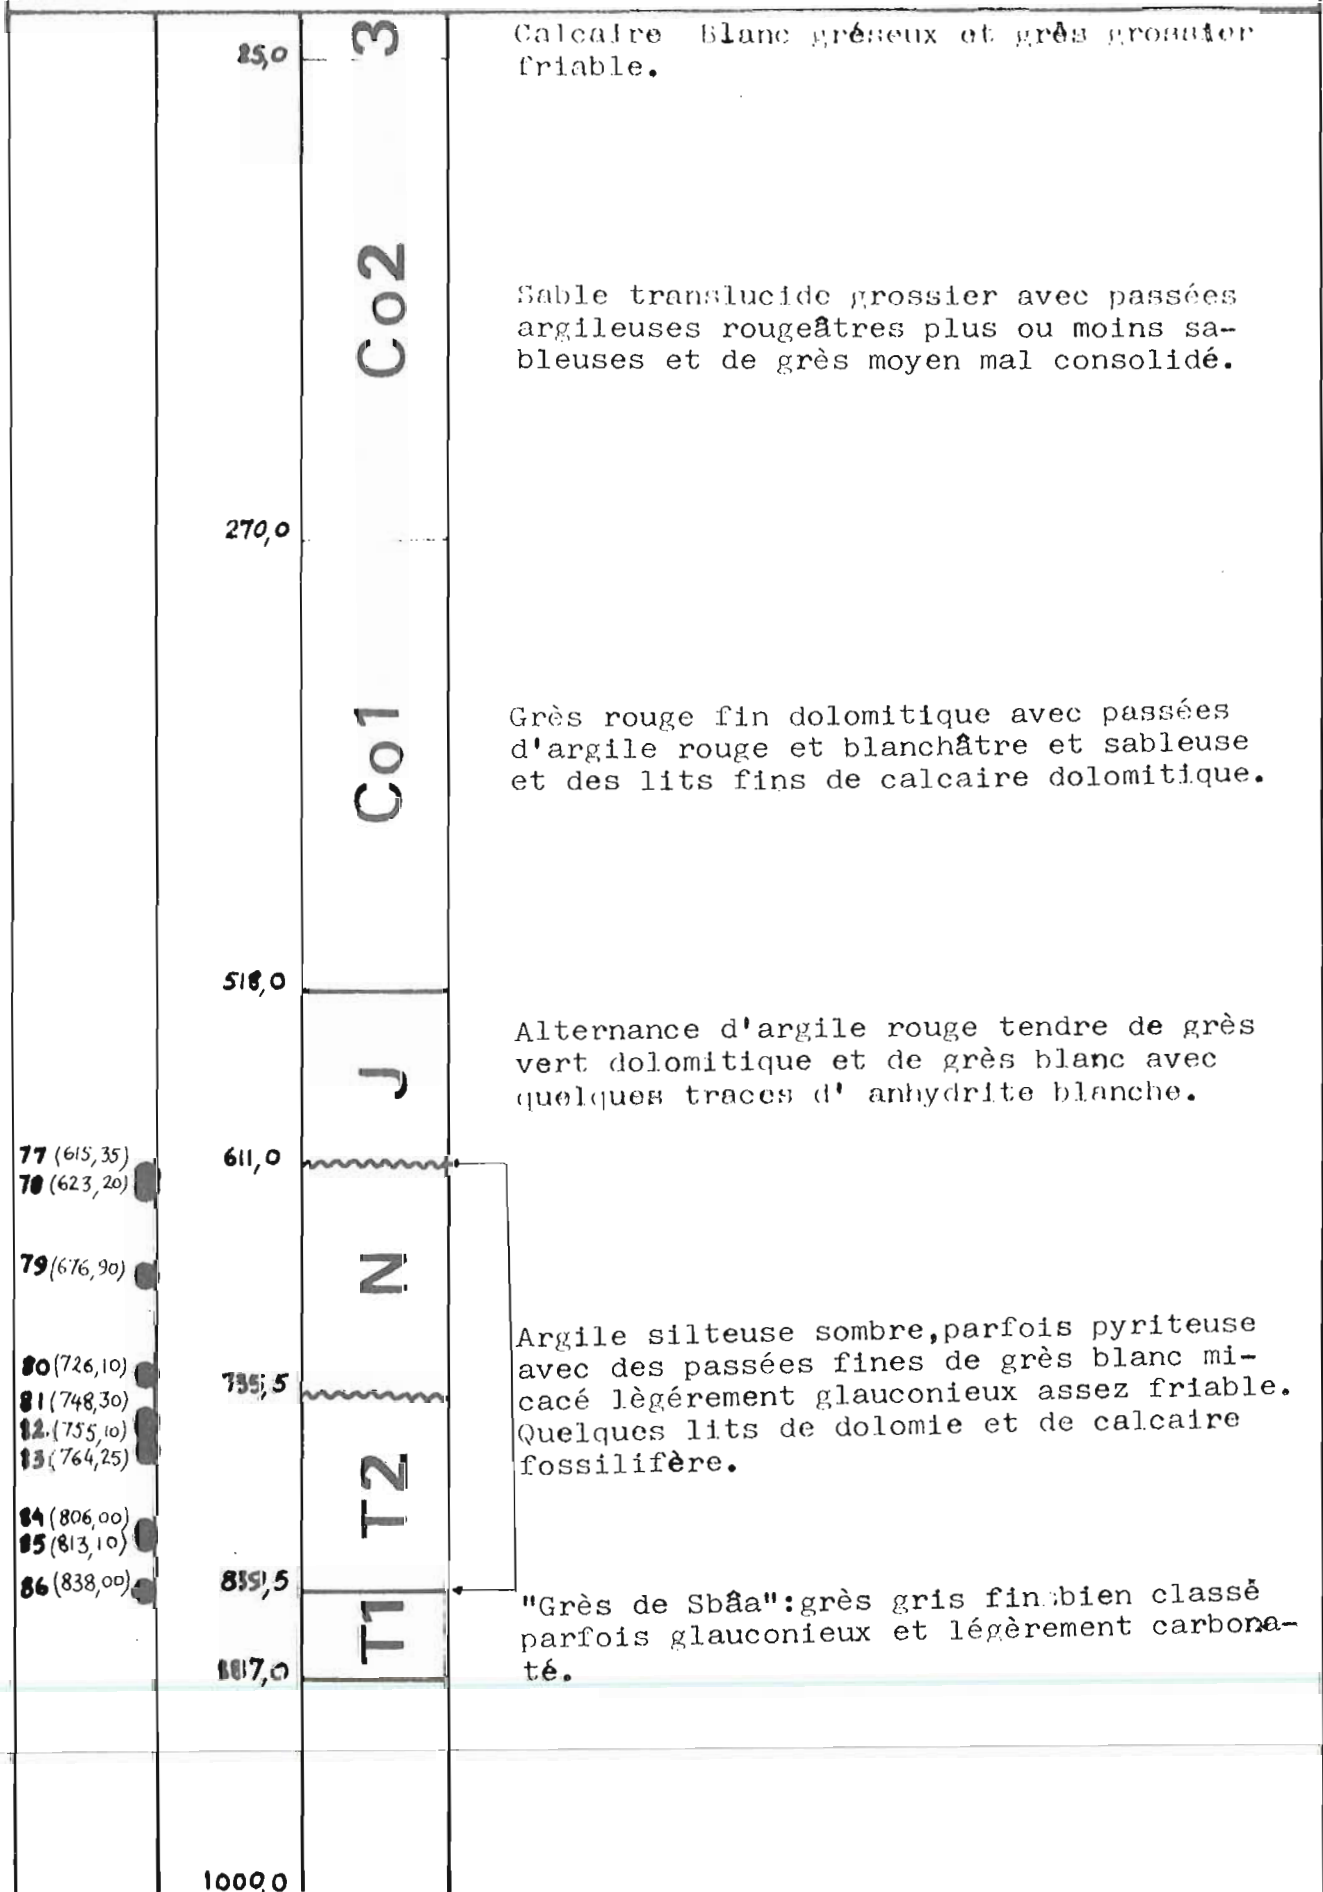 3
25,0
Calcaire Blanc gréseux et grès grossier
friable.
Co2
Sable translucide grossier avec passées
argileuses rougeâtres plus ou moins sa-
bleuses et de grès moyen mal consolidé.
270,0
Co1
Grès rouge fin dolomitique avec passées
d'argile rouge et blanchâtre et sableuse
et des lits fins de calcaire dolomitique.
518,0
J
Alternance d'argile rouge tendre de grès
vert dolomitique et de grès blanc avec
quelques traces d' anhydrite blanche.
77 (615,35)
78 (623,20)
611,0
79 (676,90)
N
Argile silteuse sombre,parfois pyriteuse
avec des passées fines de grès blanc mi-
cacé lègérement glauconieux assez friable.
Quelques lits de dolomie et de calcaire
fossilifère.
80 (726,10)
735,5
81 (748,30)
82 (755,10)
83 (764,25)
T2
84 (806,00)
85 (813,10)
86 (838,00)
T1
"Grès de Sbâa":grès gris fin bien classé
parfois glauconieux et légèrement carbona-
té.
1000,0